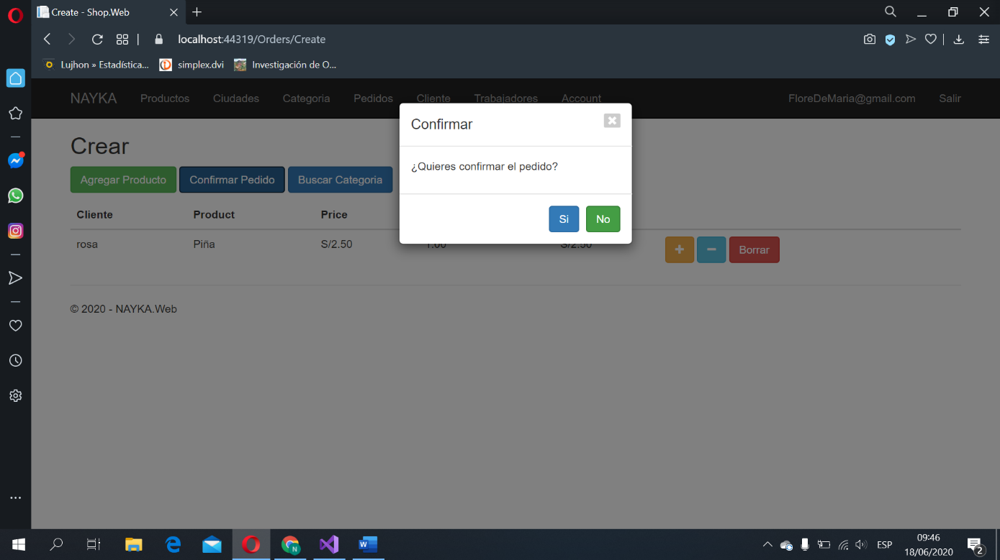 Create - Shop.Web
localhost:44319/Orders/Create
Lujhon » Estadística... simplex.dvi Investigación de O...
NAYKA Productos Ciudades Categoria Pedidos Cliente Trabajadores Account FloreDeMaria@gmail.com Salir
Confirmar
¿Quieres confirmar el pedido?
Si No
Crear
Agregar Producto Confirmar Pedido Buscar Categoria
Cliente Product Price
rosa Piña S/2.50 1.00 S/2.50 Borrar
© 2020 - NAYKA.Web
ESP
09:46
18/06/2020
2